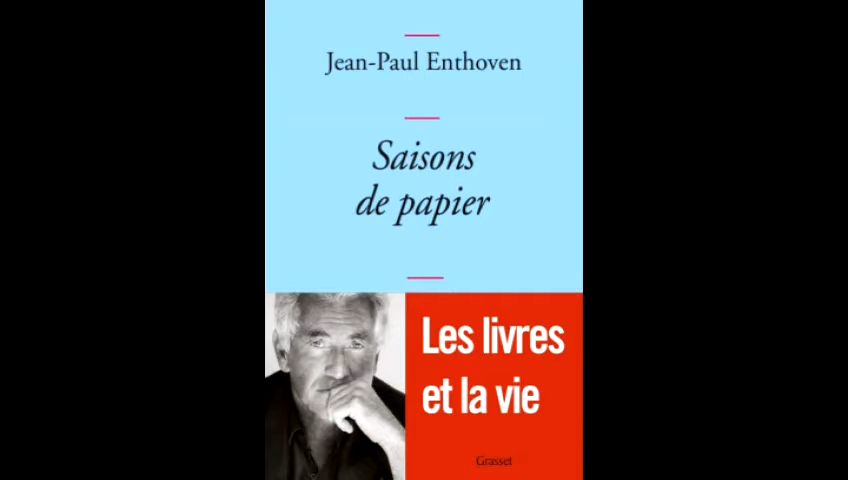 Jean-Paul Enthoven
Saisons
de papier
Les livres
et la vie
Grasset